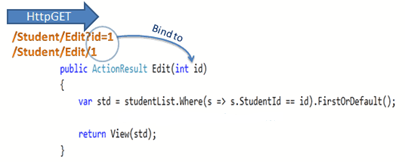 HttpGET
/Student/Edit?id=1
/Student/Edit/1
Bind to
public ActionResult Edit(int id)
{
var std = studentList.Where(s => s.StudentId == id).FirstOrDefault();
return View(std);
}